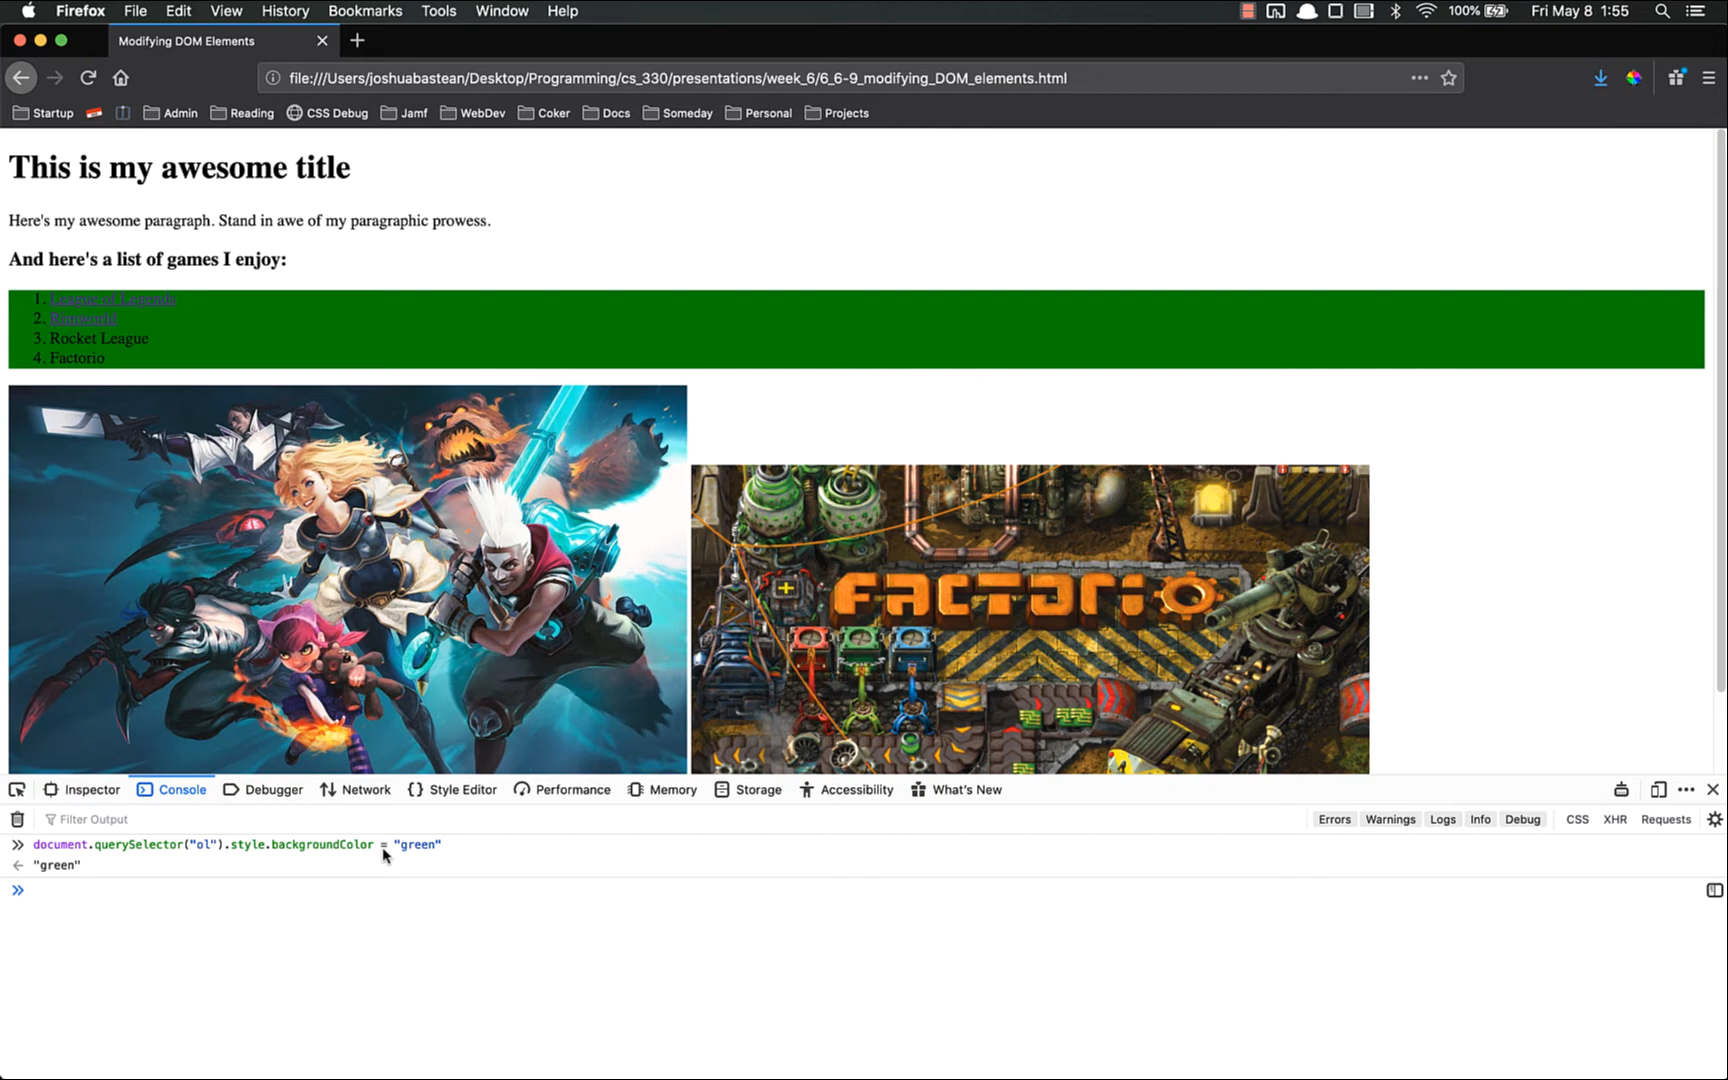 Firefox File Edit View History Bookmarks Tools Window Help 100% Fri May 8 1:55
Modifying DOM Elements
file:///Users/joshuabastean/Desktop/Programming/cs_330/presentations/week_6/6_6-9_modifying_DOM_elements.html
Startup Admin Reading CSS Debug Jamf WebDev Coker Docs Someday Personal Projects
This is my awesome title
Here's my awesome paragraph. Stand in awe of my paragraphic prowess.
And here's a list of games I enjoy:
1. League of Legends
2. Rimworld
3. Rocket League
4. Factorio
FACTORIO
Inspector Console Debugger Network Style Editor Performance Memory Storage Accessibility What's New
Filter Output Errors Warnings Logs Info Debug CSS XHR Requests
document.querySelector("ol").style.backgroundColor = "green"
"green"